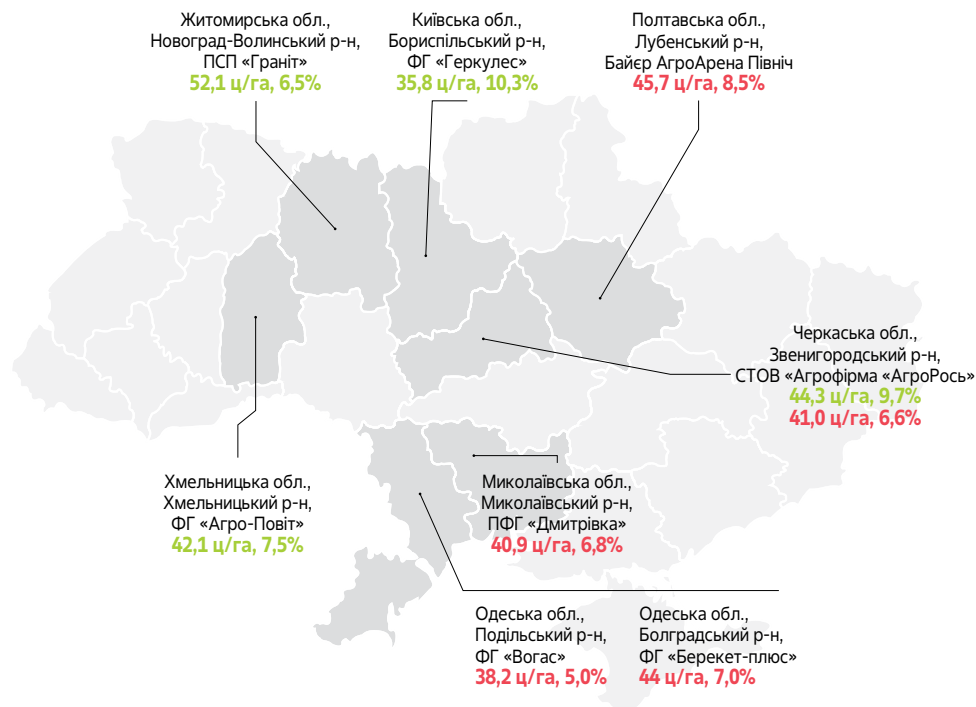 Житомирська обл.,
Новоград-Волинський р-н,
ПСП «Граніт»
52,1 ц/га, 6,5%
Київська обл.,
Бориспільський р-н,
ФГ «Геркулес»
35,8 ц/га, 10,3%
Полтавська обл.,
Лубенський р-н,
Байєр АгроАрена Північ
45,7 ц/га, 8,5%
Черкаська обл.,
Звенигородський р-н,
СТОВ «Агрофірма «АгроРось»
44,3 ц/га, 9,7%
41,0 ц/га, 6,6%
Хмельницька обл.,
Хмельницький р-н,
ФГ «Агро-Повіт»
42,1 ц/га, 7,5%
Миколаївська обл.,
Миколаївський р-н,
ПФГ «Дмитрівка»
40,9 ц/га, 6,8%
Одеська обл.,
Подільський р-н,
ФГ «Вогас»
38,2 ц/га, 5,0%
Одеська обл.,
Болградський р-н,
ФГ «Берекет-плюс»
44 ц/га, 7,0%